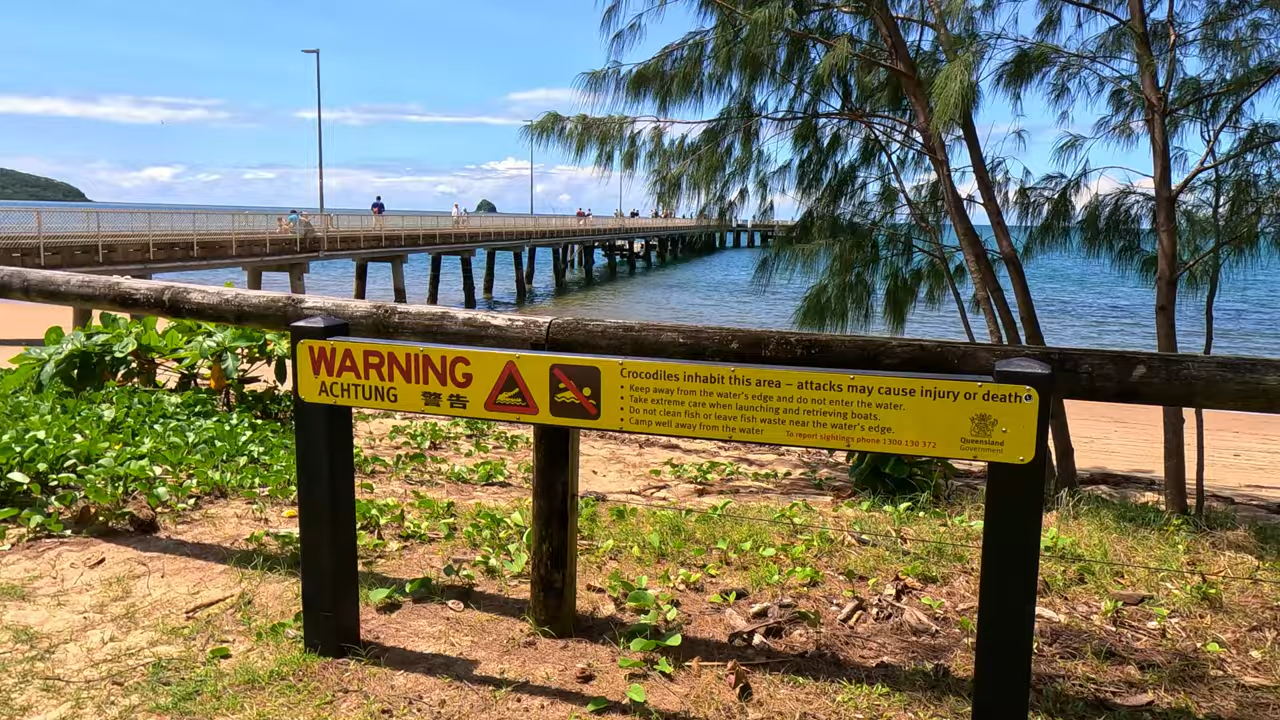 WARNING
ACHTUNG 警告
Crocodiles inhabit this area – attacks may cause injury or death
• Keep away from the water's edge and do not enter the water.
• Take extreme care when launching and retrieving boats.
• Do not clean fish or leave fish waste near the water's edge.
• Camp well away from the water
To report sightings phone 1300 130 372
Queensland
Government